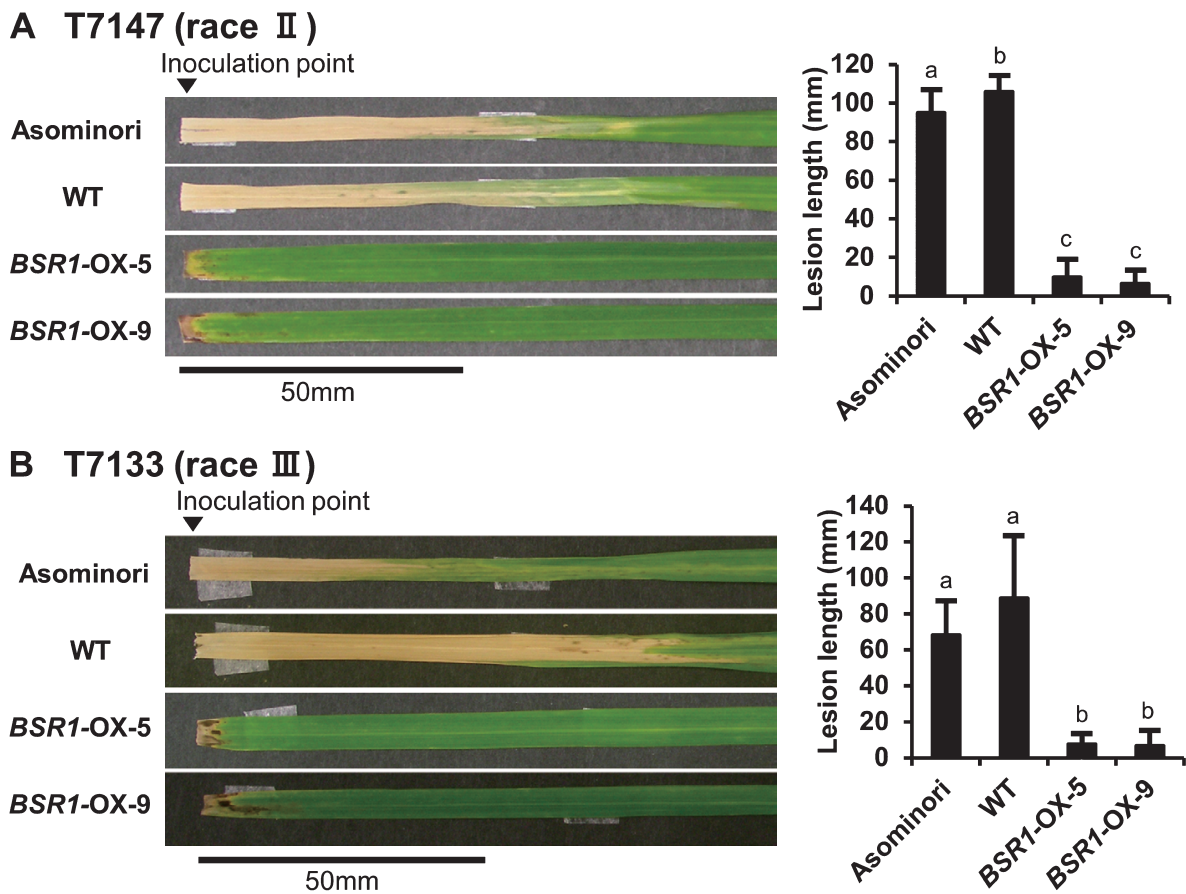 A T7147 (race Ⅱ)
Inoculation point
Asominori
WT
BSR1-OX-5
BSR1-OX-9
50mm
Lesion length (mm)
120
100
80
60
40
20
0
a
b
c
c
Asominori
WT
BSR1-OX-5
BSR1-OX-9
B T7133 (race Ⅲ)
Inoculation point
Asominori
WT
BSR1-OX-5
BSR1-OX-9
50mm
Lesion length (mm)
140
120
100
80
60
40
20
0
a
a
b
b
Asominori
WT
BSR1-OX-5
BSR1-OX-9